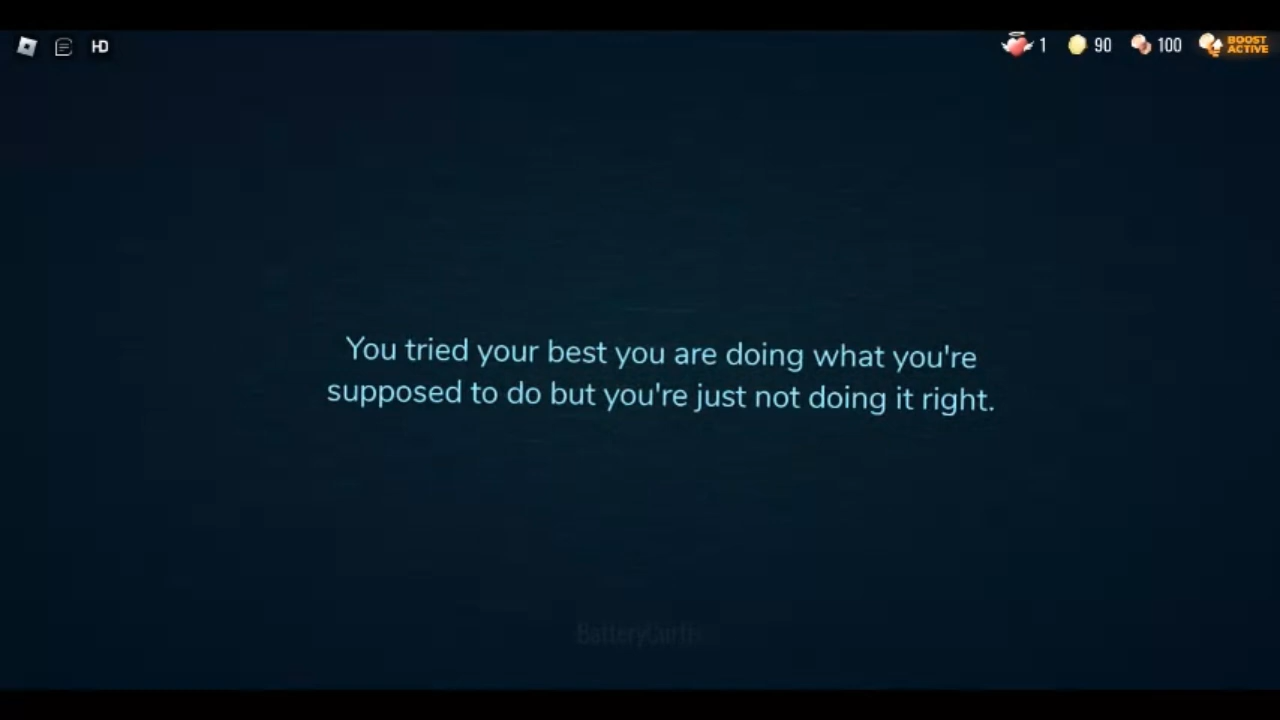 HD
1
90
100
BOOST
ACTIVE
You tried your best you are doing what you're
supposed to do but you're just not doing it right.